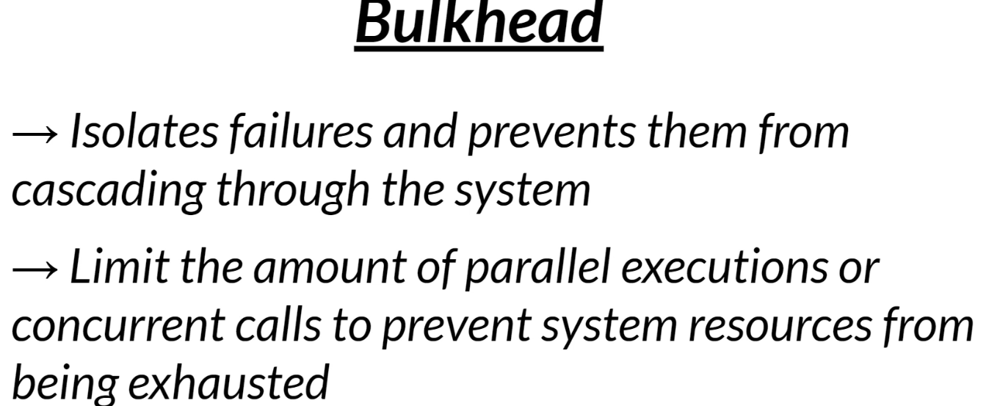 Bulkhead
→ Isolates failures and prevents them from
cascading through the system
→ Limit the amount of parallel executions or
concurrent calls to prevent system resources from
being exhausted